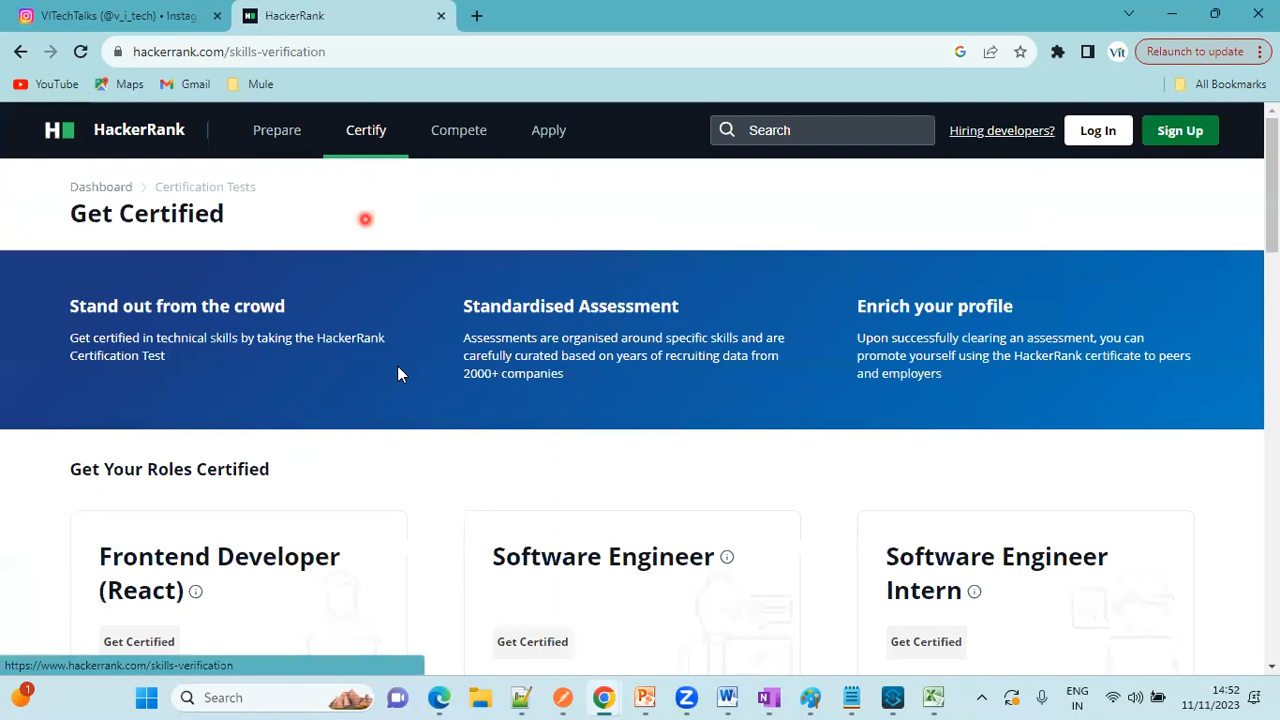 VITechTalks (@v_i_tech) • Instag
HackerRank
hackerrank.com/skills-verification
G
Vit
Relaunch to update
YouTube
Maps
Gmail
Mule
All Bookmarks
H
HackerRank
Prepare
Certify
Compete
Apply
Search
Hiring developers?
Log In
Sign Up
Dashboard
Certification Tests
Get Certified
Stand out from the crowd
Get certified in technical skills by taking the HackerRank
Certification Test
Standardised Assessment
Assessments are organised around specific skills and are
carefully curated based on years of recruiting data from
2000+ companies
Enrich your profile
Upon successfully clearing an assessment, you can
promote yourself using the HackerRank certificate to peers
and employers
Get Your Roles Certified
Frontend Developer
(React)
Get Certified
Software Engineer
Get Certified
Software Engineer
Intern
Get Certified
https://www.hackerrank.com/skills-verification
1
Search
ENG
IN
14:52
11/11/2023